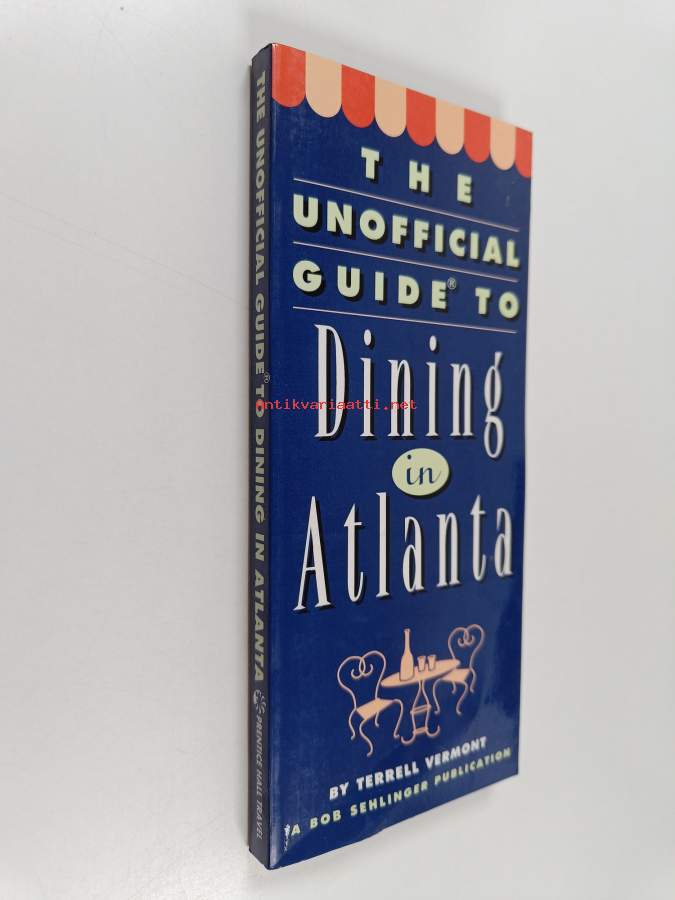 THE
UNOFFICIAL
GUIDE® TO
Dining
in
Atlanta
BY TERRELL VERMONT
A BOB SEHLINGER PUBLICATION
THE UNOFFICIAL GUIDE® TO DINING IN ATLANTA
PRENTICE HALL TRAVEL
antikvariaatti.net